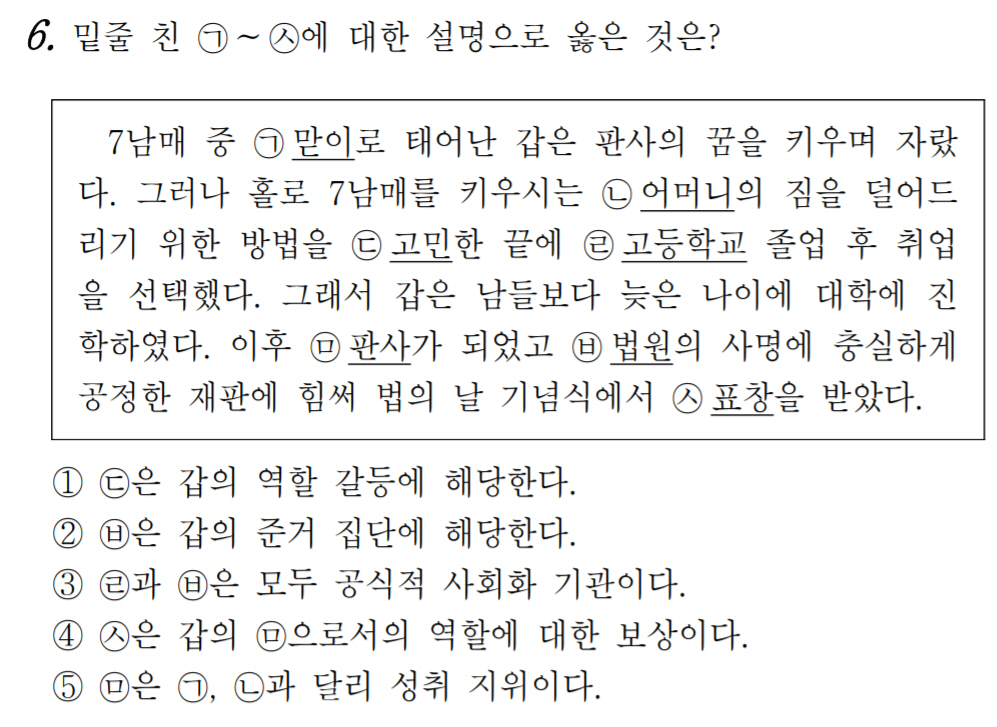 6. 밑줄 친 ㉠~㉦에 대한 설명으로 옳은 것은?
7남매 중 ㉠맏이로 태어난 갑은 판사의 꿈을 키우며 자랐
다. 그러나 홀로 7남매를 키우시는 ㉡어머니의 짐을 덜어드
리기 위한 방법을 ㉢고민한 끝에 ㉣고등학교 졸업 후 취업
을 선택했다. 그래서 갑은 남들보다 늦은 나이에 대학에 진
학하였다. 이후 ㉤판사가 되었고 ㉥법원의 사명에 충실하게
공정한 재판에 힘써 법의 날 기념식에서 ㉦표창을 받았다.
① ㉢은 갑의 역할 갈등에 해당한다.
② ㉥은 갑의 준거 집단에 해당한다.
③ ㉣과 ㉥은 모두 공식적 사회화 기관이다.
④ ㉦은 갑의 ㉤으로서의 역할에 대한 보상이다.
⑤ ㉤은 ㉠, ㉡과 달리 성취 지위이다.